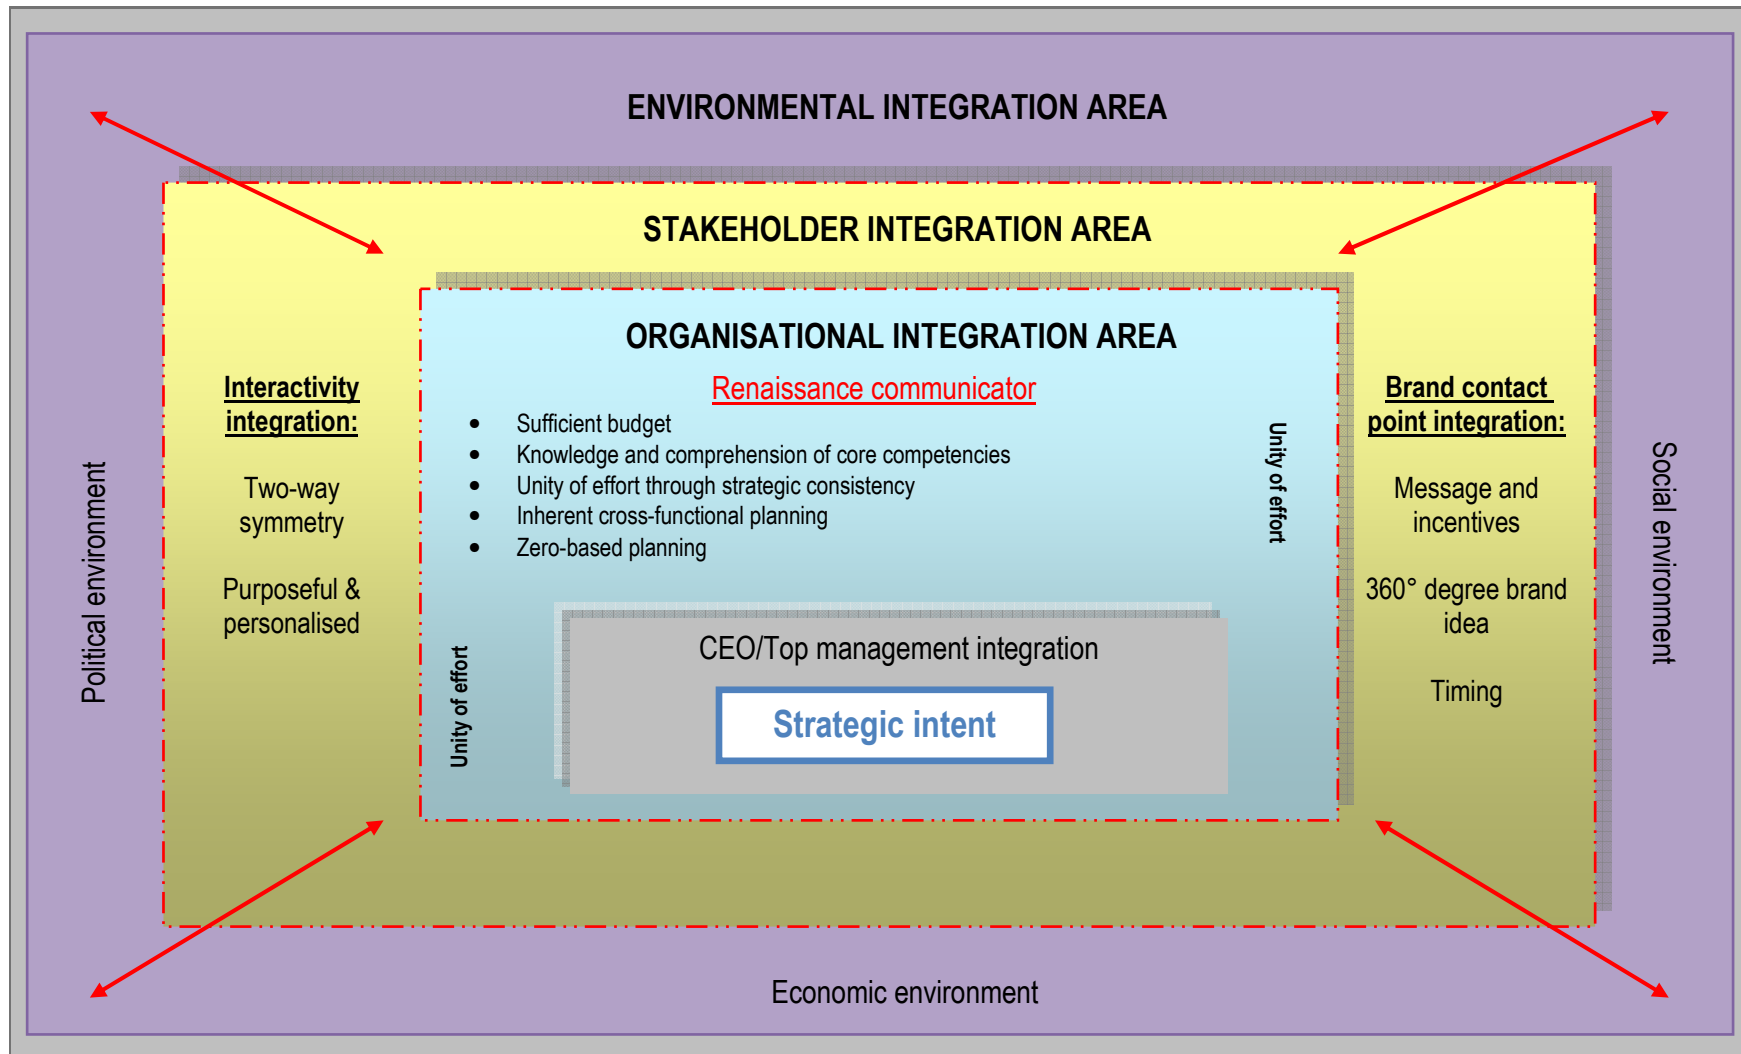 ENVIRONMENTAL INTEGRATION AREA
STAKEHOLDER INTEGRATION AREA
ORGANISATIONAL INTEGRATION AREA
Renaissance communicator
• Sufficient budget
• Knowledge and comprehension of core competencies
• Unity of effort through strategic consistency
• Inherent cross-functional planning
• Zero-based planning
Unity of effort
Unity of effort
CEO/Top management integration
Strategic intent
Interactivity
integration:
Two-way
symmetry
Purposeful &
personalised
Brand contact
point integration:
Message and
incentives
360° degree brand
idea
Timing
Political environment
Social environment
Economic environment